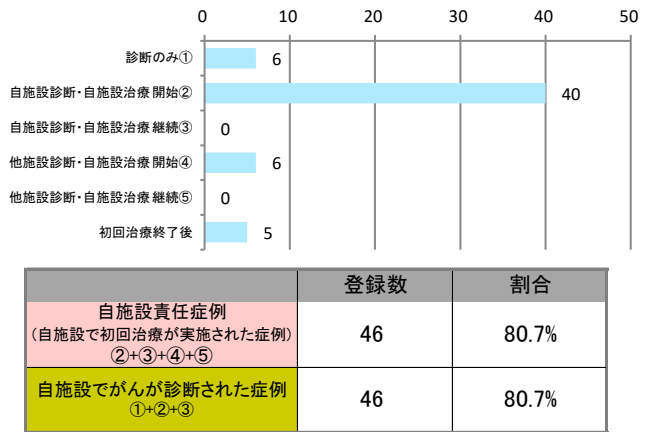 0 10 20 30 40 50
診断のみ① 6
自施設診断・自施設治療 開始② 40
自施設診断・自施設治療 継続③ 0
他施設診断・自施設治療 開始④ 6
他施設診断・自施設治療 継続⑤ 0
初回治療終了後 5
登録数 割合
自施設責任症例
(自施設で初回治療が実施された症例)
②+③+④+⑤
46 80.7%
自施設でがんが診断された症例
①+②+③
46 80.7%